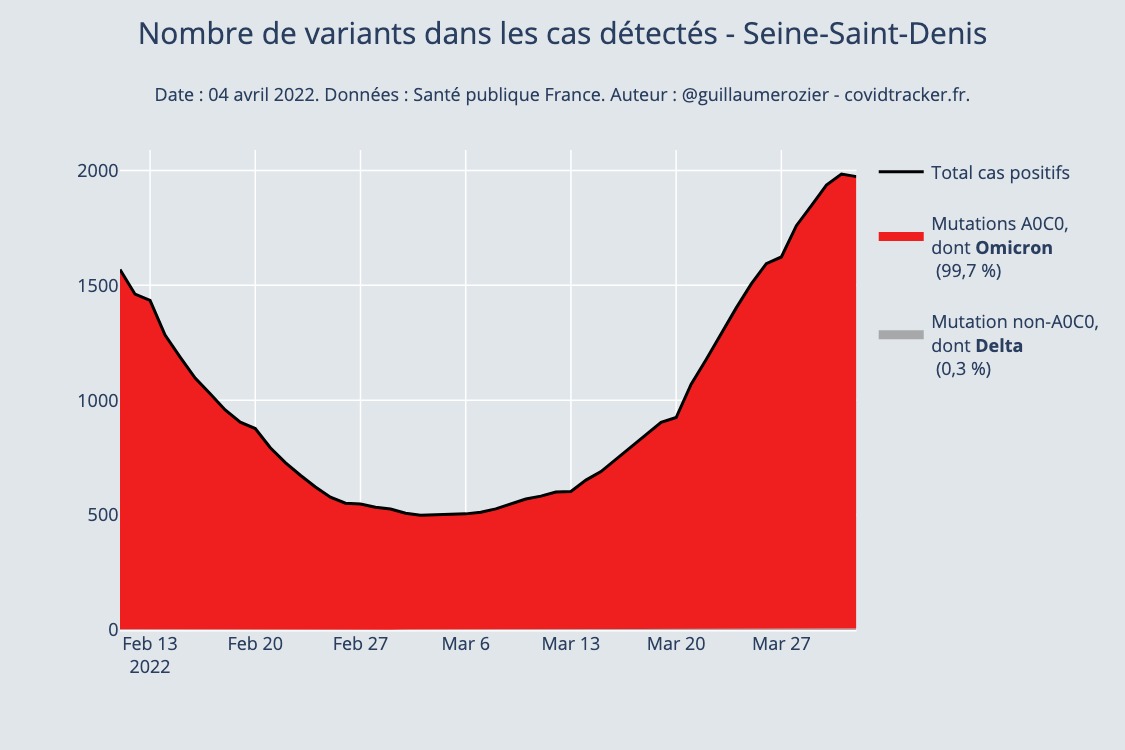 Nombre de variants dans les cas détectés - Seine-Saint-Denis
Date : 04 avril 2022. Données : Santé publique France. Auteur : @guillaumerozier - covidtracker.fr.
2000
1500
1000
500
0
Feb 13
2022
Feb 20
Feb 27
Mar 6
Mar 13
Mar 20
Mar 27
Total cas positifs
Mutations A0C0,
dont Omicron
(99,7 %)
Mutation non-A0C0,
dont Delta
(0,3 %)